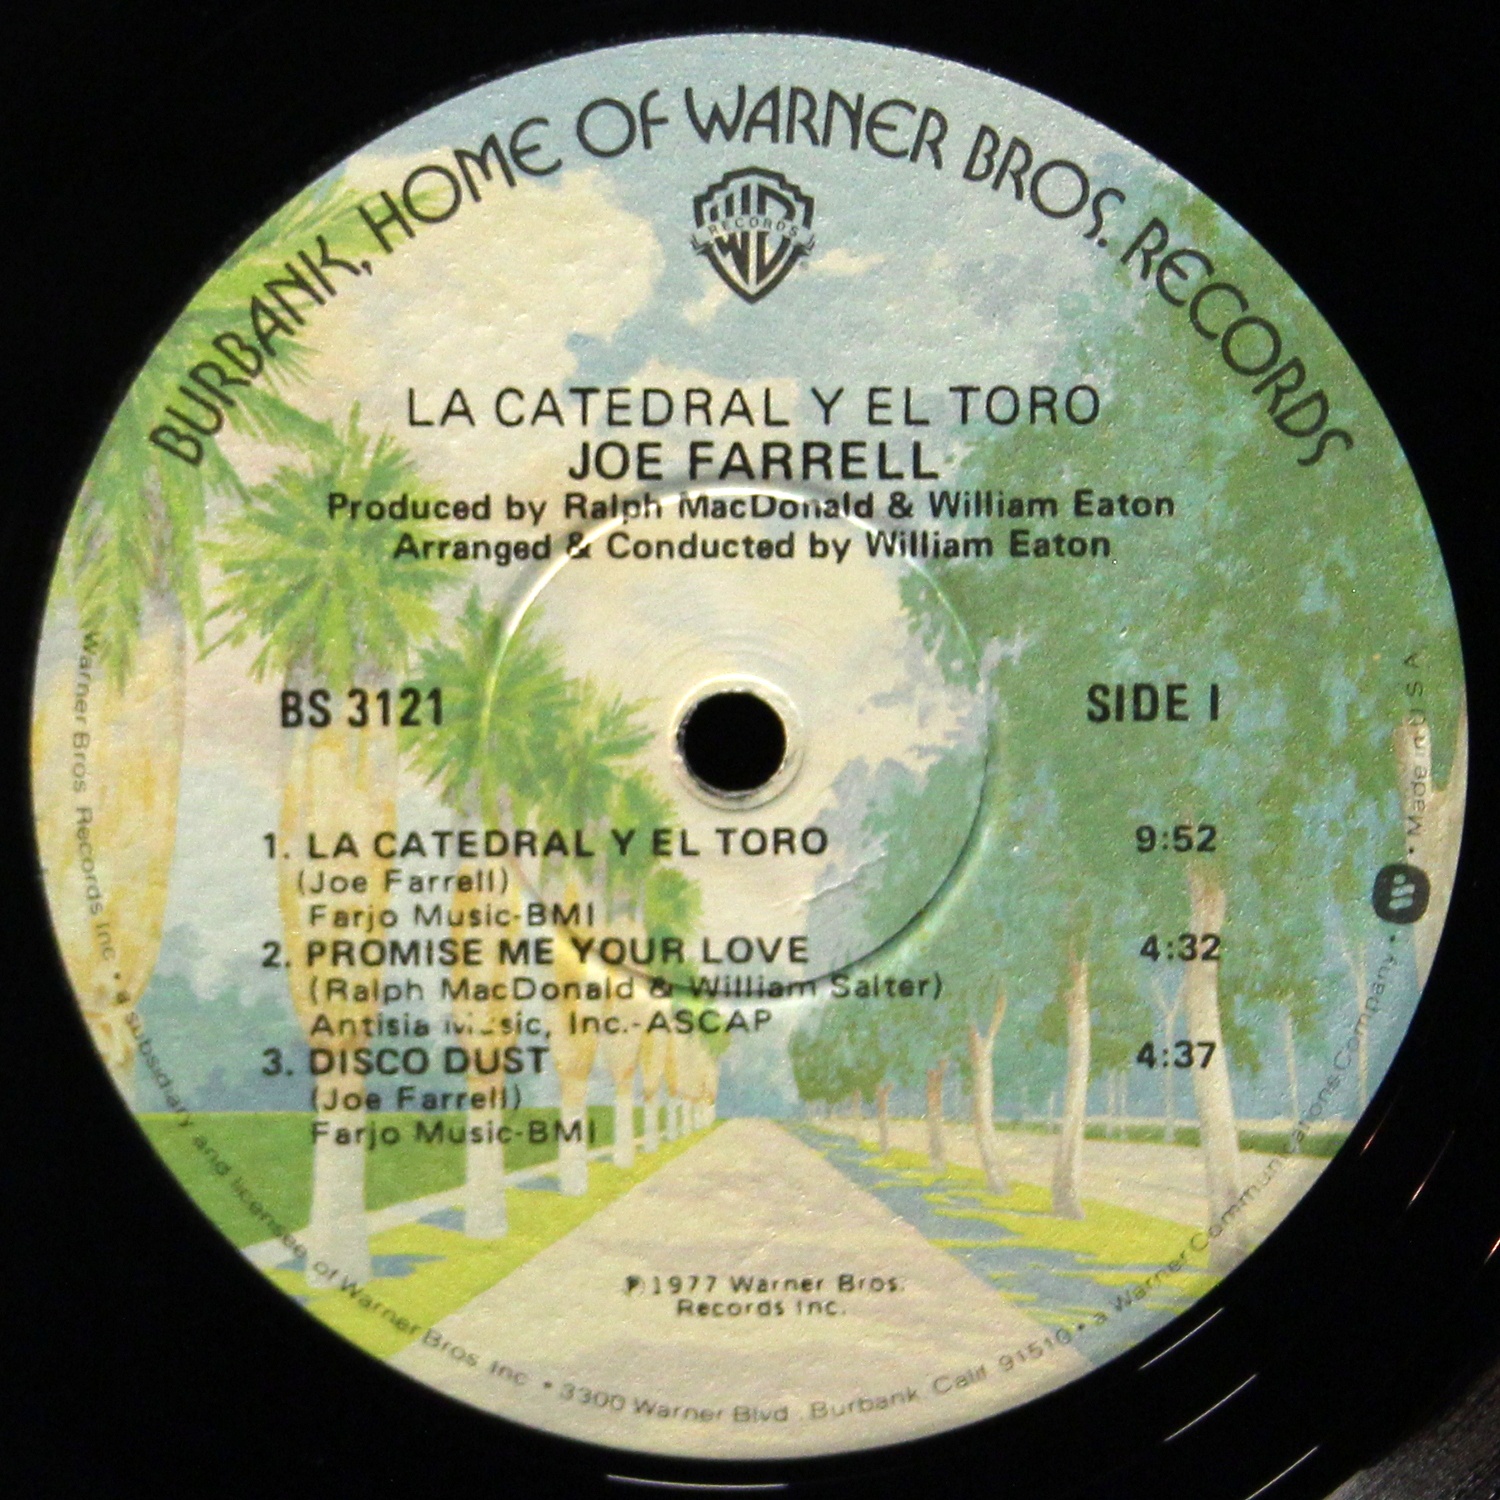 BURBANK, HOME OF WARNER BROS. RECORDS
RECORDS
LA CATEDRAL Y EL TORO
JOE FARRELL
Produced by Ralph MacDonald & William Eaton
Arranged & Conducted by William Eaton
BS 3121
SIDE 1
1. LA CATEDRAL Y EL TORO 9:52
(Joe Farrell)
Farjo Music-BMI
2. PROMISE ME YOUR LOVE 4:32
(Ralph MacDonald & William Salter)
Antisia Music, Inc.-ASCAP
3. DISCO DUST 4:37
(Joe Farrell)
Farjo Music-BMI
℗ 1977 Warner Bros.
Records Inc.
Warner Bros. Records Inc. • a subsidiary and licensee of Warner Bros. Inc. • 3300 Warner Blvd., Burbank, Calif. 91510 • a Warner Communications Company • Made in U.S.A.